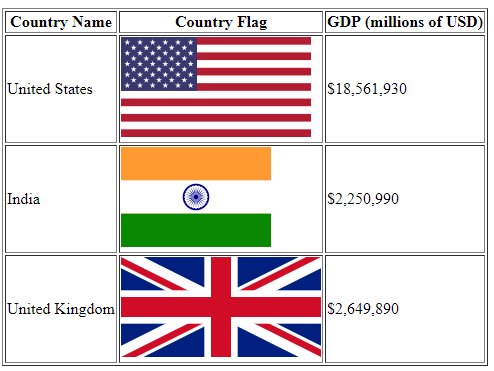 Country Name Country Flag GDP (millions of USD)
United States $18,561,930
India $2,250,990
United Kingdom $2,649,890